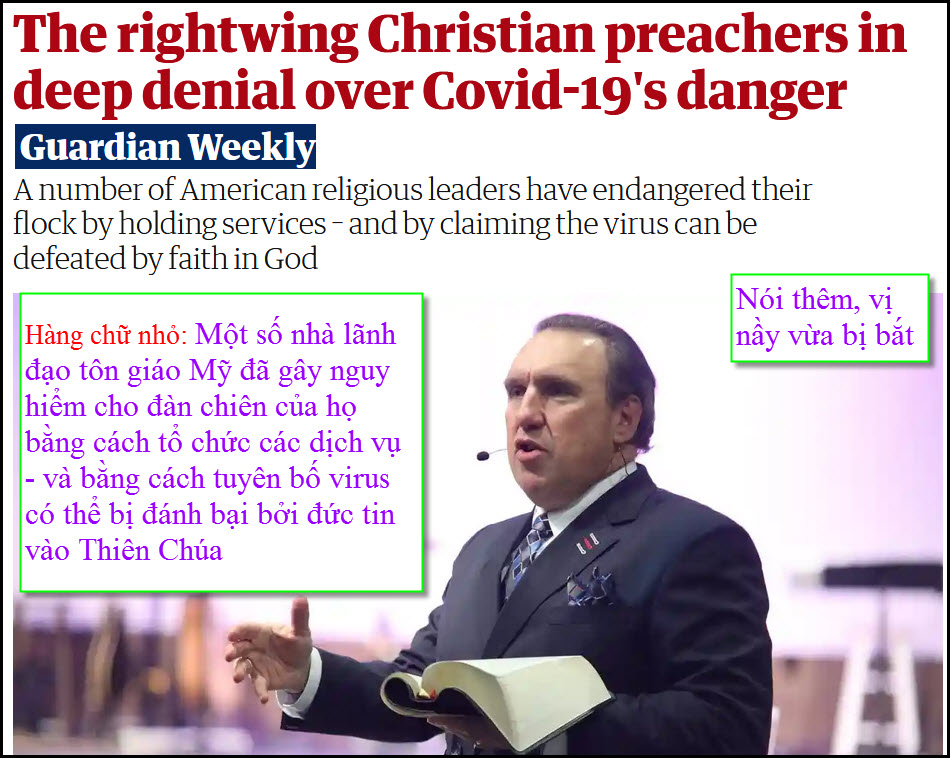 The rightwing Christian preachers in
deep denial over Covid-19's danger
Guardian Weekly
A number of American religious leaders have endangered their
flock by holding services – and by claiming the virus can be
defeated by faith in God
Hàng chữ nhỏ: Một số nhà lãnh
đạo tôn giáo Mỹ đã gây nguy
hiểm cho đàn chiên của họ
bằng cách tổ chức các dịch vụ
- và bằng cách tuyên bố virus
có thể bị đánh bại bởi đức tin
vào Thiên Chúa
Nói thêm, vị
nầy vừa bị bắt